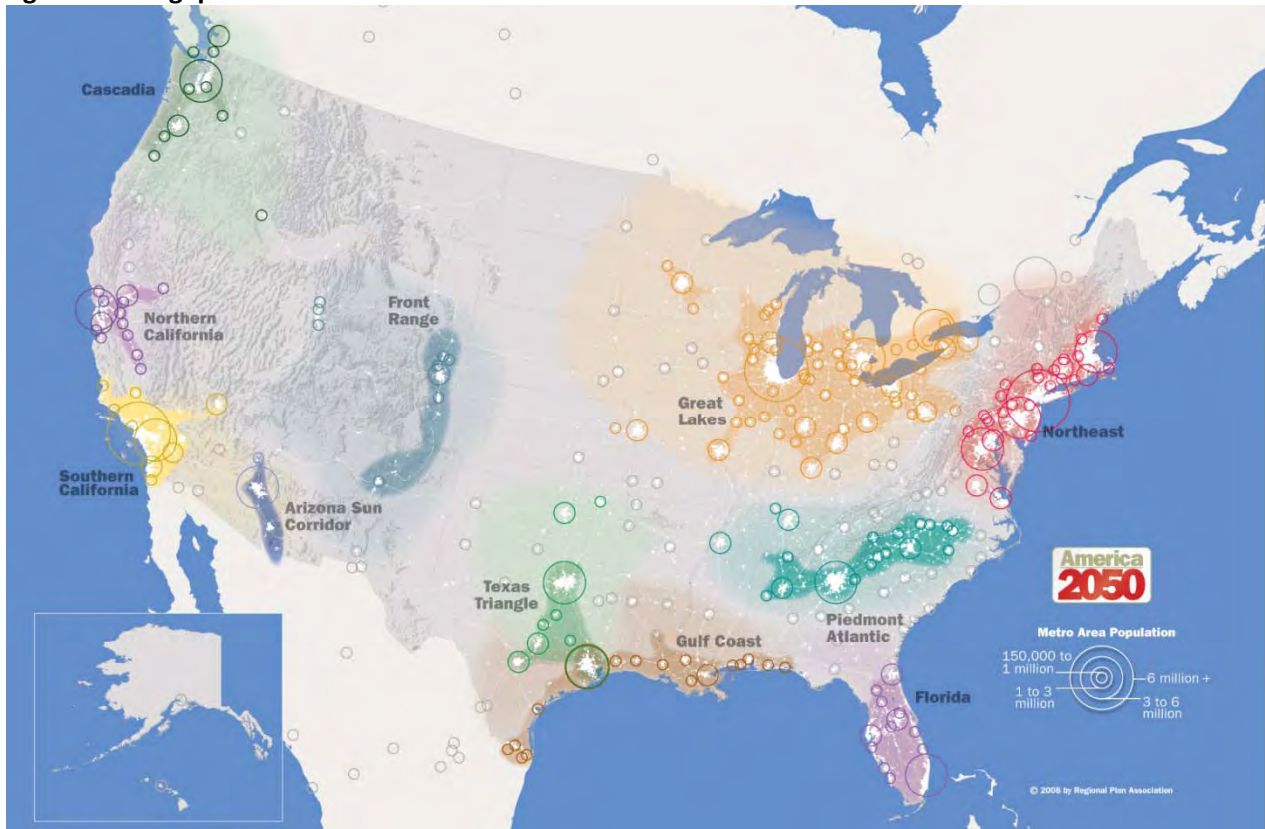 Cascadia
Northern
California
Front
Range
Great
Lakes
Northeast
Southern
California
Arizona Sun
Corridor
Texas
Triangle
Gulf Coast
Piedmont
Atlantic
Florida
America
2050
Metro Area Population
150,000 to
1 million
6 million +
1 to 3
million
3 to 6
million
© 2008 by Regional Plan Association